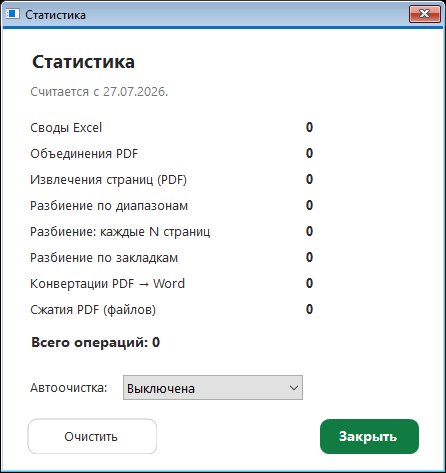 Статистика
Статистика
Считается с 27.07.2026.
Своды Excel 0
Объединения PDF 0
Извлечения страниц (PDF) 0
Разбиение по диапазонам 0
Разбиение: каждые N страниц 0
Разбиение по закладкам 0
Конвертации PDF → Word 0
Сжатия PDF (файлов) 0
Всего операций: 0
Автоочистка: Выключена
Очистить Закрыть